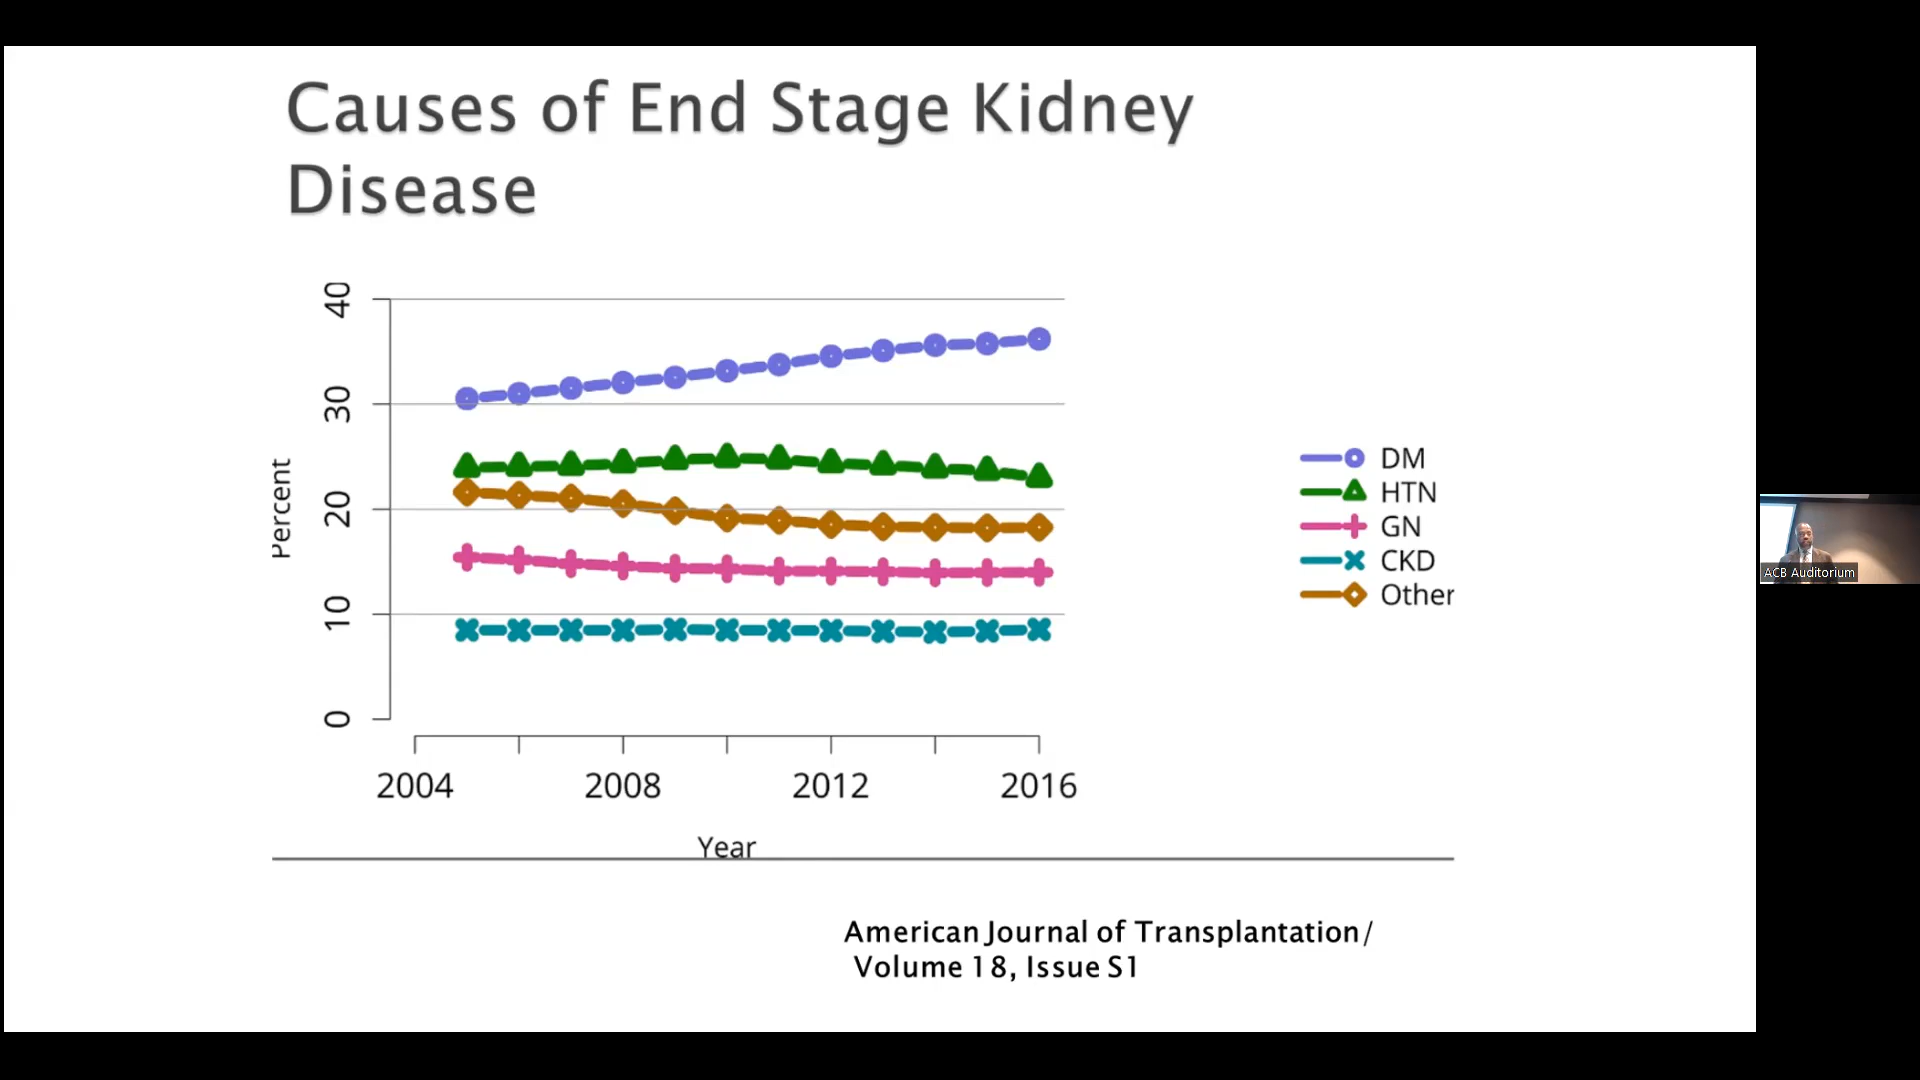 Causes of End Stage Kidney
Disease
Percent
40
30
20
10
0
2004 2008 2012 2016
Year
DM
HTN
GN
CKD
Other
American Journal of Transplantation/
Volume 18, Issue S1
ACB Auditorium